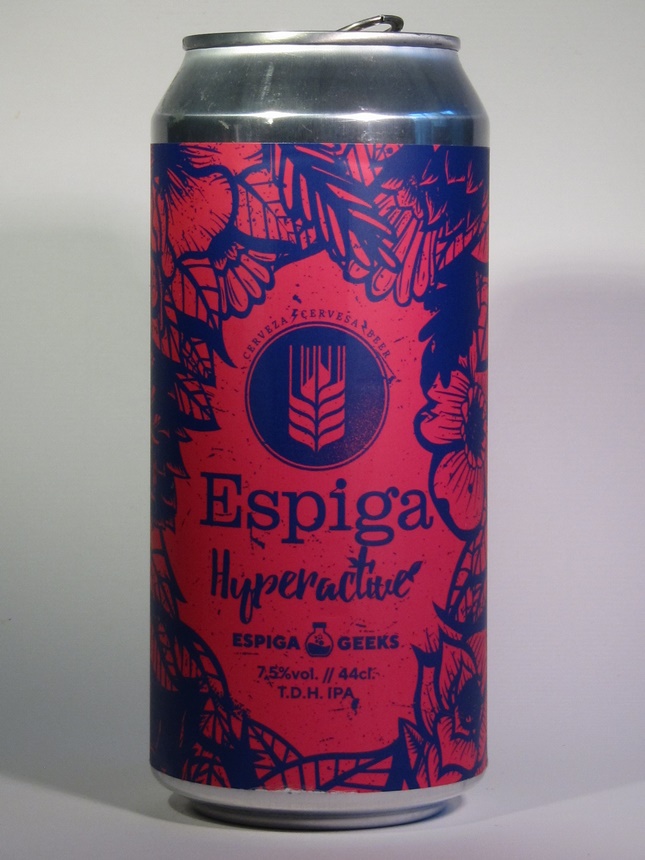 CERVEZA CERVESA BEER
Espiga
Hyperactive
ESPIGA GEEKS
7,5%vol. // 44cl.
T.D.H. IPA